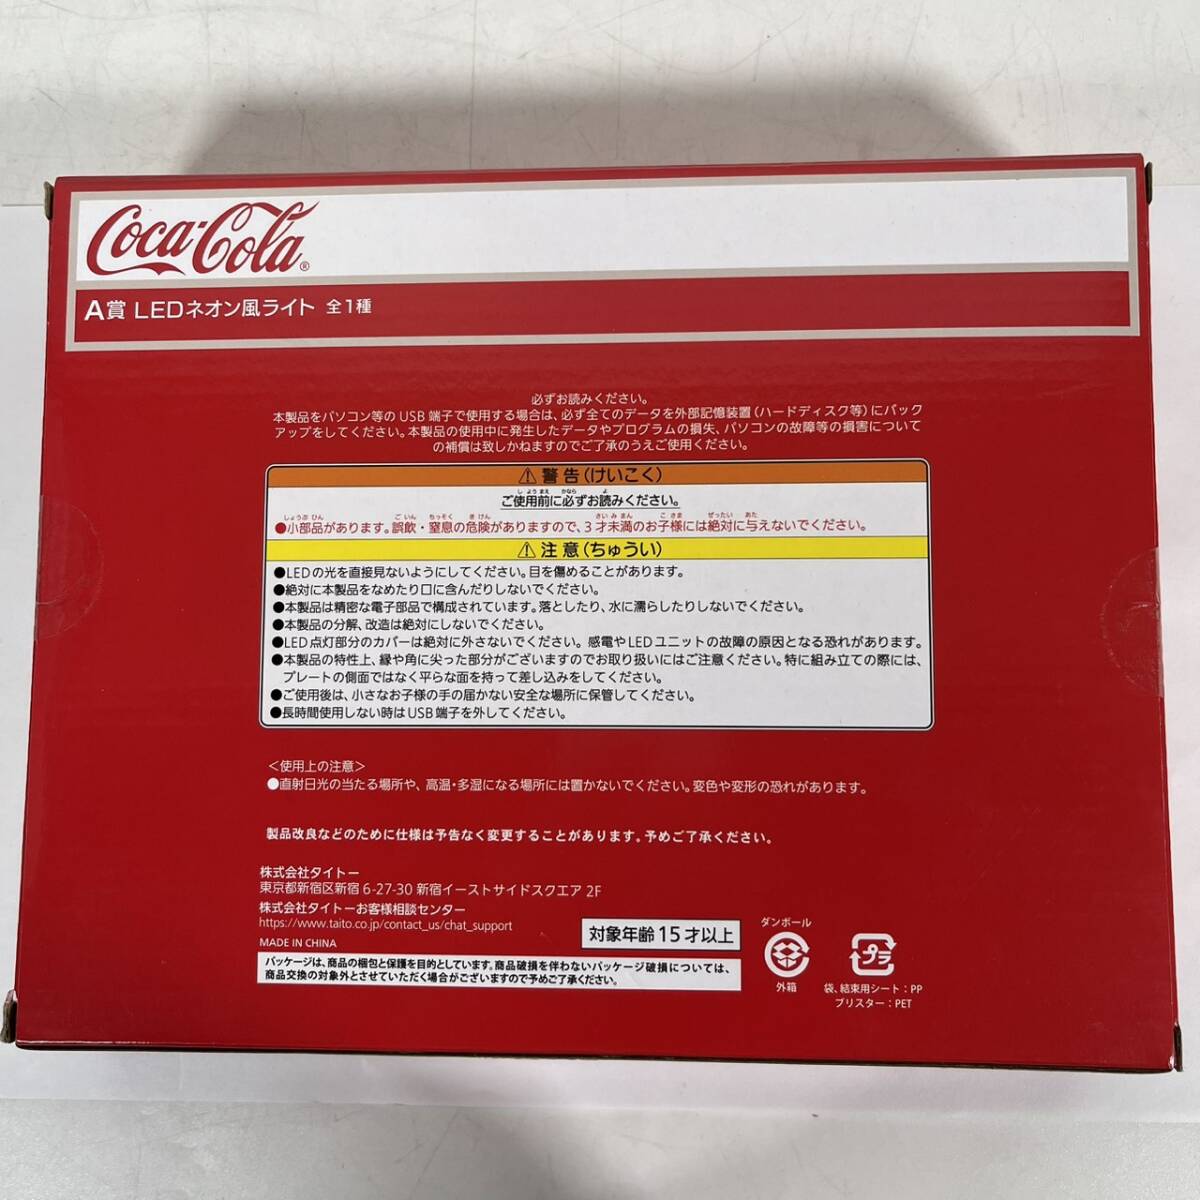 Coca-Cola®
A賞 LEDネオン風ライト 全1種
必ずお読みください。
本製品をパソコン等の USB 端子で使用する場合は、必ず全てのデータを外部記憶装置(ハードディスク等)にバック
アップをしてください。本製品の使用中に発生したデータやプログラムの損失、パソコンの故障等の損害について
の補償は致しかねますのでご了承のうえご使用ください。
⚠警告(けいこく)
しようまえ かなら よ
ご使用前に必ずお読みください。
しょうぶひん ごいん ちっそく きけん さいみまん こさま ぜったい あた
●小部品があります。誤飲・窒息の危険がありますので、3才未満のお子様には絶対に与えないでください。
⚠注意(ちゅうい)
●LEDの光を直接見ないようにしてください。目を傷めることがあります。
●絶対に本製品をなめたり口に含んだりしないでください。
●本製品は精密な電子部品で構成されています。落としたり、水に濡らしたりしないでください。
●本製品の分解、改造は絶対にしないでください。
●LED点灯部分のカバーは絶対に外さないでください。感電やLEDユニットの故障の原因となる恐れがあります。
●本製品の特性上、縁や角に尖った部分がございますのでお取り扱いにはご注意ください。特に組み立ての際には、
プレートの側面ではなく平らな面を持って差し込みをしてください。
●ご使用後は、小さなお子様の手の届かない安全な場所に保管してください。
●長時間使用しない時はUSB端子を外してください。
<使用上の注意>
●直射日光の当たる場所や、高温・多湿になる場所には置かないでください。変色や変形の恐れがあります。
製品改良などのために仕様は予告なく変更することがあります。予めご了承ください。
株式会社タイトー
東京都新宿区新宿 6-27-30 新宿イーストサイドスクエア 2F
株式会社タイトーお客様相談センター
https://www.taito.co.jp/contact_us/chat_support
MADE IN CHINA
対象年齢15才以上
パッケージは、商品の梱包と保護を目的としています。商品破損を伴わないパッケージ破損については、
商品交換の対象外とさせていただく場合がございますので予めご了承ください。
ダンボール
外箱
プラ
袋、結束用シート:PP
ブリスター:PET